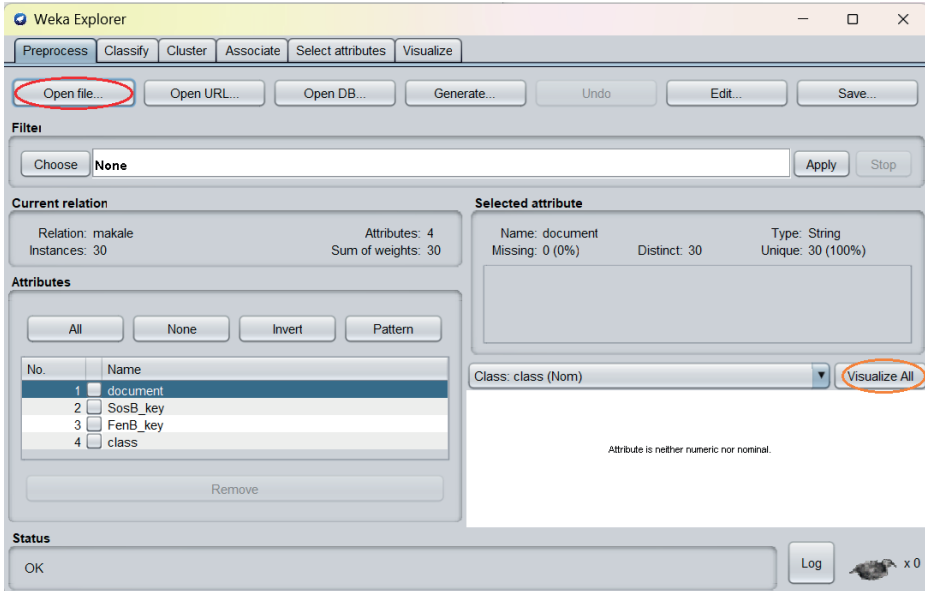 Weka Explorer
Preprocess Classify Cluster Associate Select attributes Visualize
Open file... Open URL... Open DB... Generate... Undo Edit... Save...
Filter
Choose None Apply Stop
Current relation
Relation: makale Attributes: 4
Instances: 30 Sum of weights: 30
Selected attribute
Name: document Type: String
Missing: 0 (0%) Distinct: 30 Unique: 30 (100%)
Attributes
All None Invert Pattern
No. Name
1 document
2 SosB_key
3 FenB_key
4 class
Remove
Class: class (Nom) Visualize All
Attribute is neither numeric nor nominal.
Status
OK
Log x 0